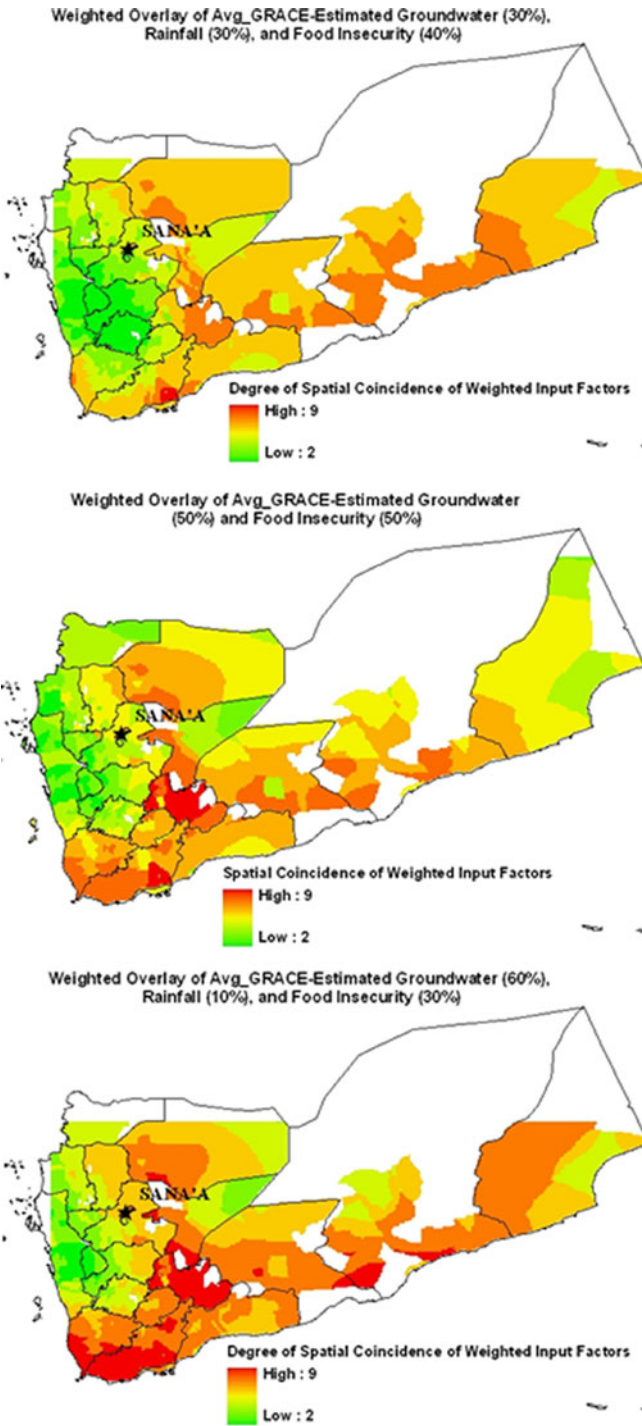 Weighted Overlay of Avg_GRACE-Estimated Groundwater (30%),
Rainfall (30%), and Food Insecurity (40%)
SANA'A
Degree of Spatial Coincidence of Weighted Input Factors
High : 9
Low : 2
Weighted Overlay of Avg_GRACE-Estimated Groundwater
(50%) and Food Insecurity (50%)
SANA'A
Spatial Coincidence of Weighted Input Factors
High : 9
Low : 2
Weighted Overlay of Avg_GRACE-Estimated Groundwater (60%),
Rainfall (10%), and Food Insecurity (30%)
SANA'A
Degree of Spatial Coincidence of Weighted Input Factors
High : 9
Low : 2